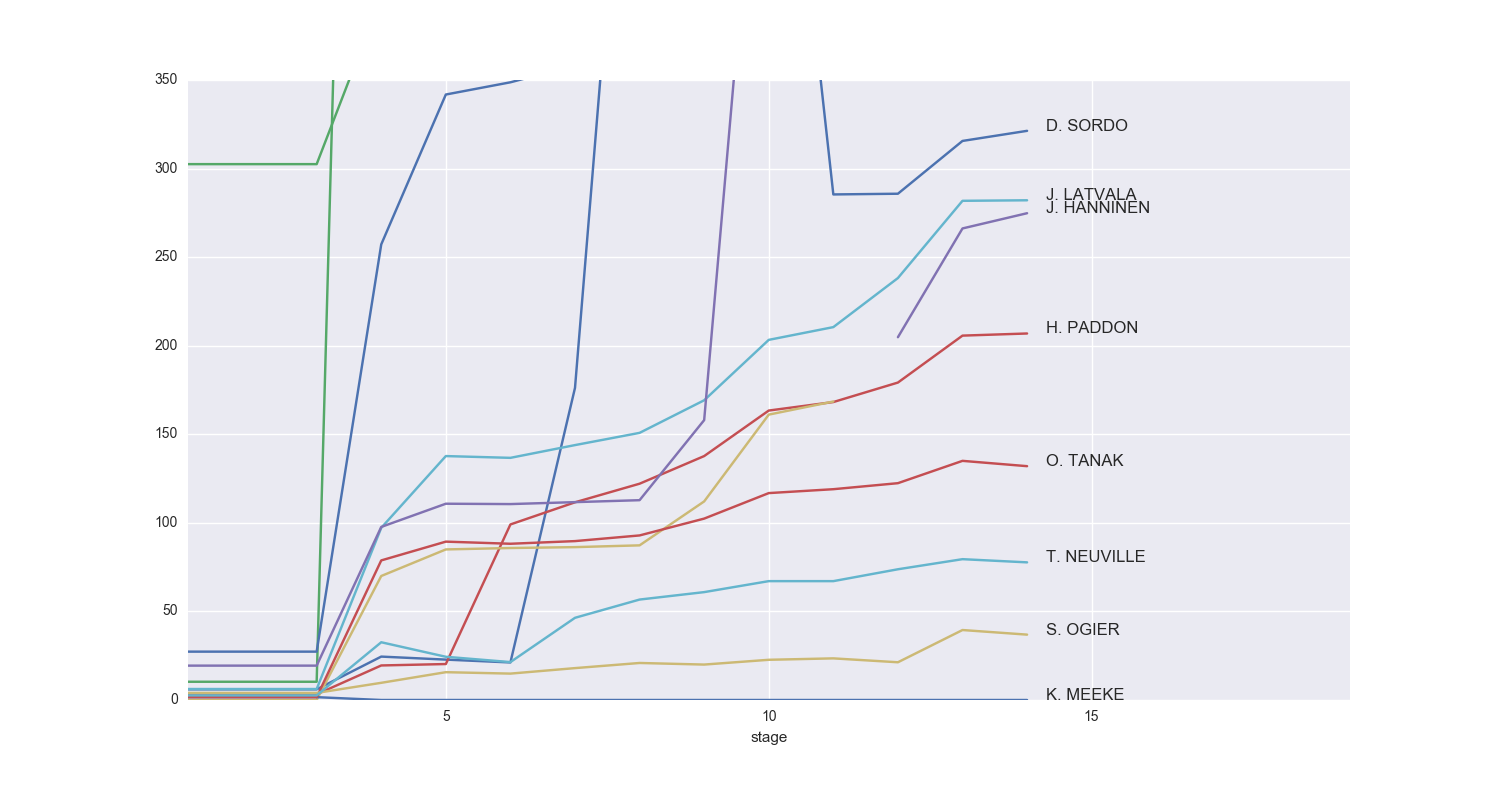 350
300
250
200
150
100
50
0
5
10
15
stage
D. SORDO
J. LATVALA
J. HANNINEN
H. PADDON
O. TANAK
T. NEUVILLE
S. OGIER
K. MEEKE